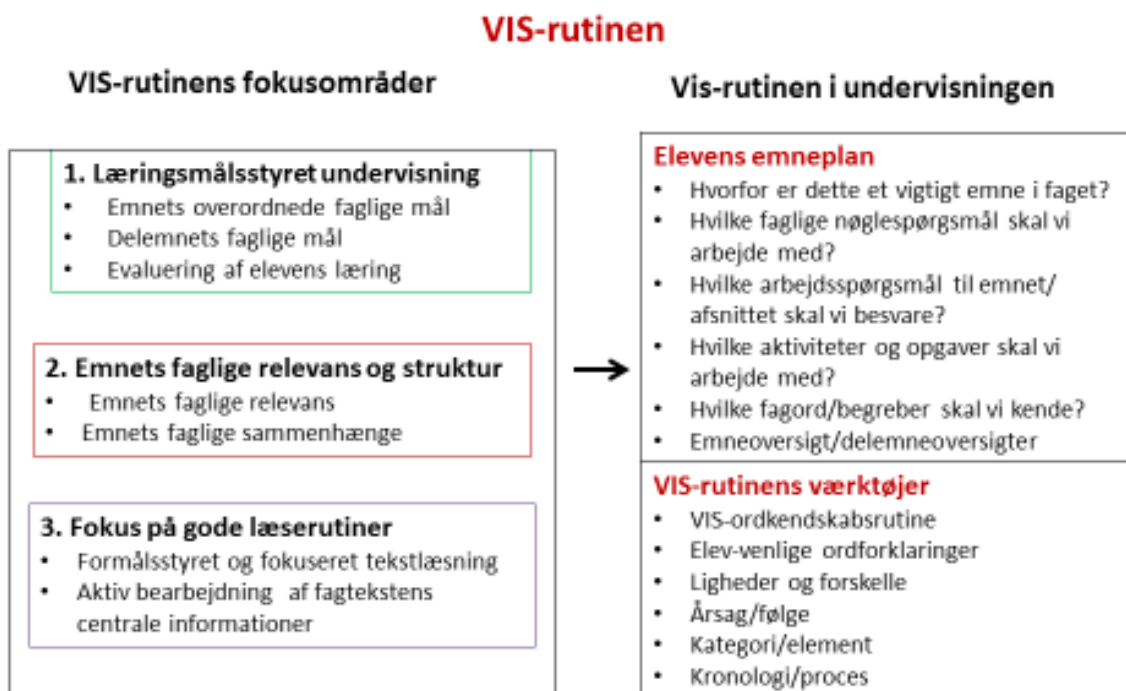 VIS-rutinen
VIS-rutinens fokusområder
1. Læringsmålsstyret undervisning
• Emnets overordnede faglige mål
• Delemnets faglige mål
• Evaluering af elevens læring
2. Emnets faglige relevans og struktur
• Emnets faglige relevans
• Emnets faglige sammenhænge
3. Fokus på gode læserutiner
• Formålsstyret og fokuseret tekstlæsning
• Aktiv bearbejdning af fagtekstens
centrale informationer
Vis-rutinen i undervisningen
Elevens emneplan
• Hvorfor er dette et vigtigt emne i faget?
• Hvilke faglige nøglespørgsmål skal vi
arbejde med?
• Hvilke arbejdsspørgsmål til emnet/
afsnittet skal vi besvare?
• Hvilke aktiviteter og opgaver skal vi
arbejde med?
• Hvilke fagord/begreber skal vi kende?
• Emneoversigt/delemneoversigter
VIS-rutinens værktøjer
• VIS-ordkendskabsrutine
• Elev-venlige ordforklaringer
• Ligheder og forskelle
• Årsag/følge
• Kategori/element
• Kronologi/proces